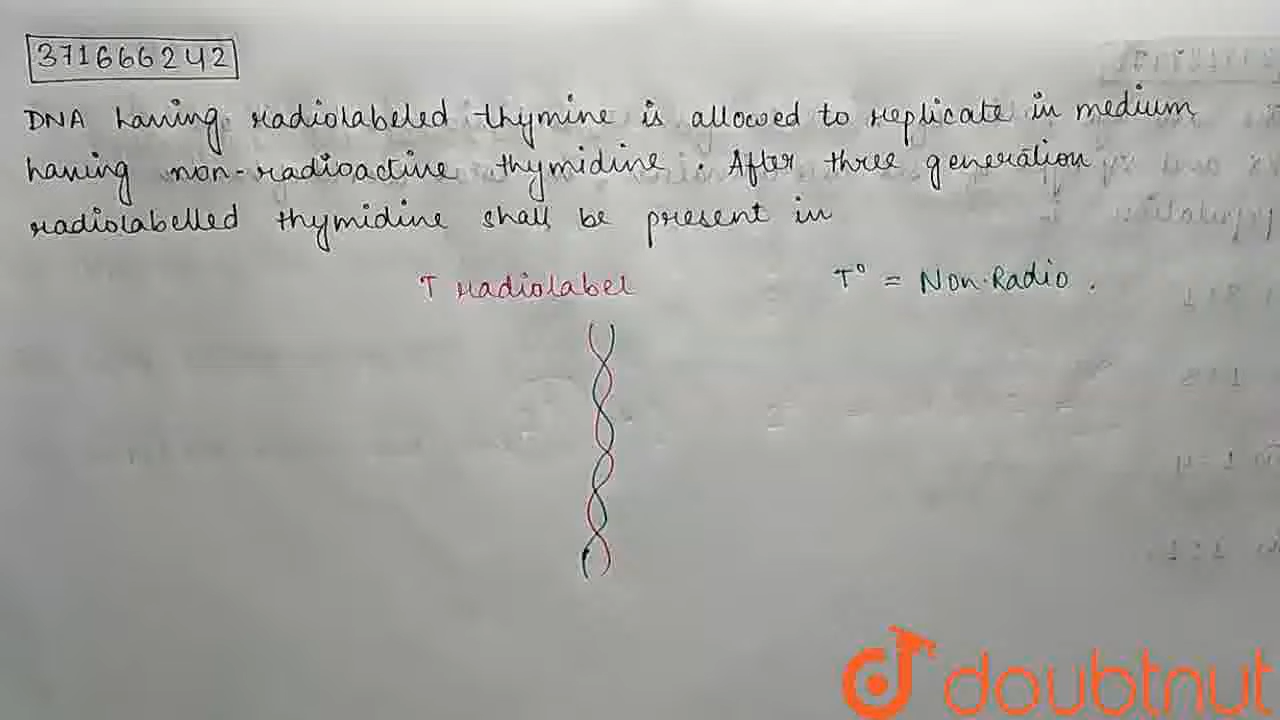 371666242
DNA having radiolabeled thymine is allowed to replicate in medium
having non-radioactive thymidine. After three generation
radiolabelled thymidine shall be present in
T radiolabel
T° = Non.Radio.
doubtnut